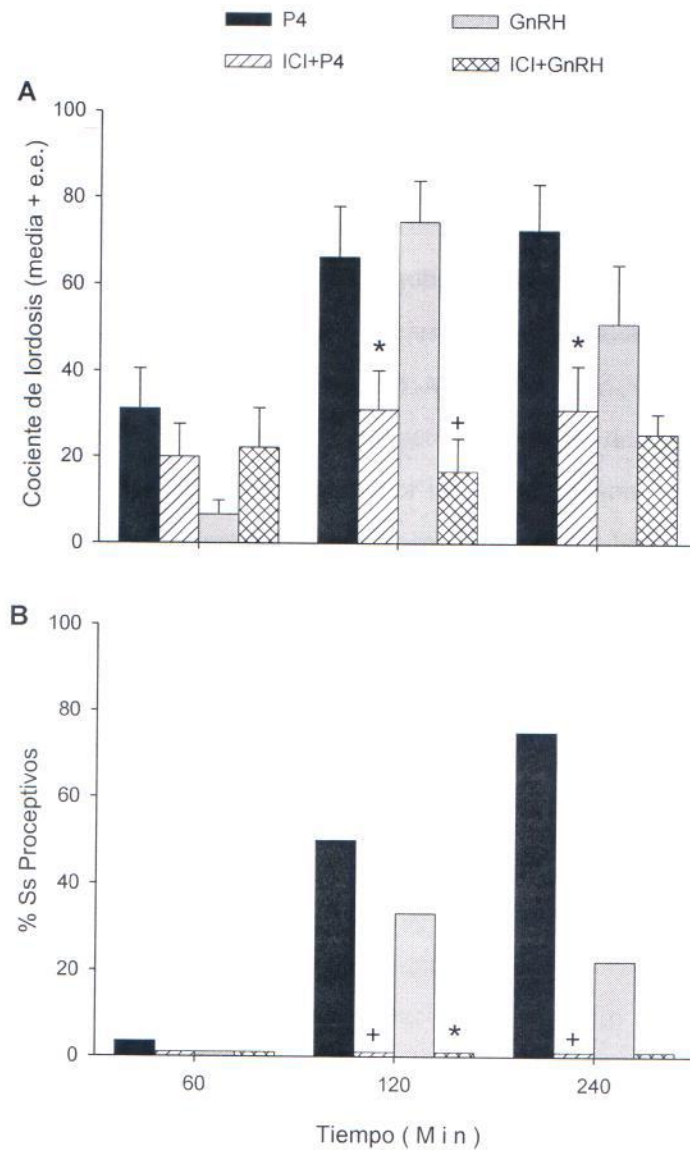 P4 GnRH
ICI+P4 ICI+GnRH
A
100
80
60
40
20
0
Cociente de lordosis (media + e.e.)
* + *
B
100
80
60
40
20
0
% Ss Proceptivos
+ * +
60 120 240
Tiempo ( M i n )